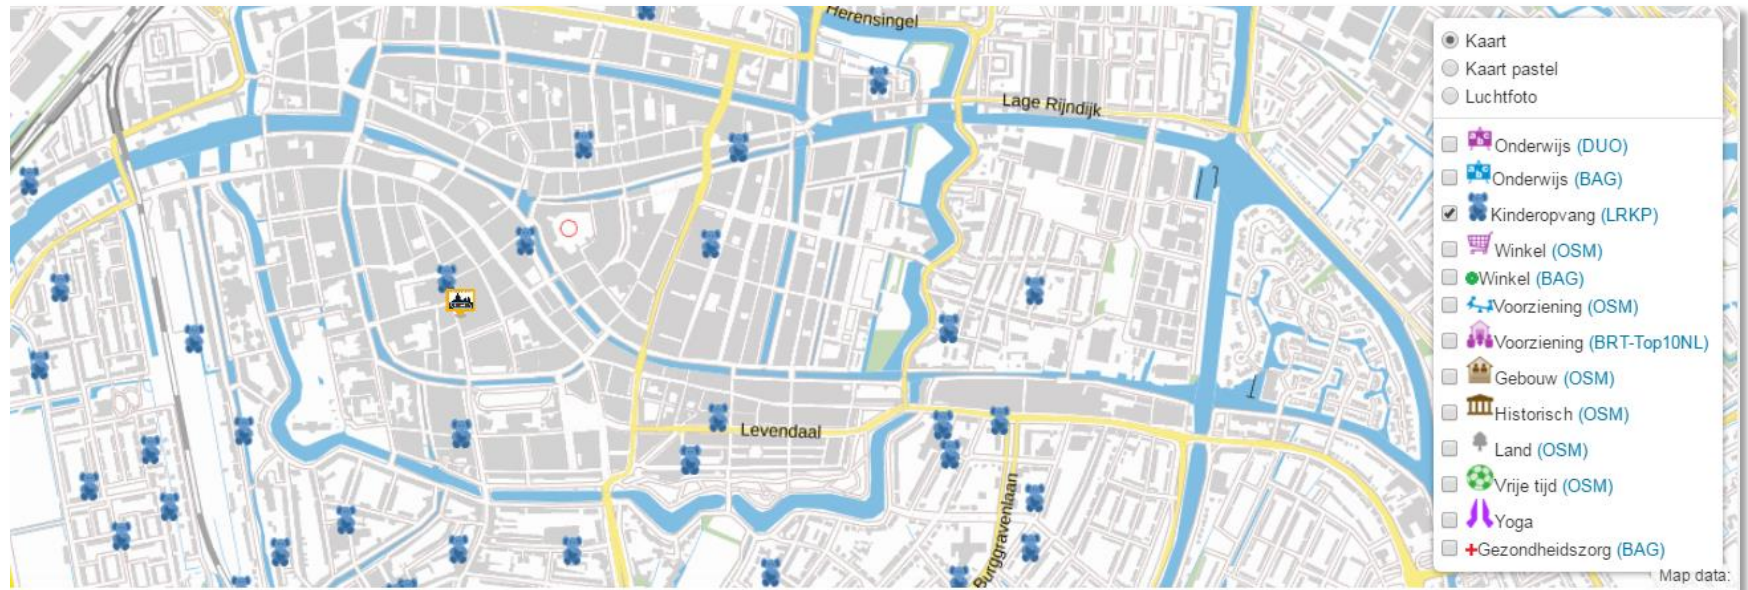 Herensingel
Lage Rijndijk
Levendaal
Burggravenlaan
Kaart
Kaart pastel
Luchtfoto
Onderwijs (DUO)
Onderwijs (BAG)
Kinderopvang (LRKP)
Winkel (OSM)
Winkel (BAG)
Voorziening (OSM)
Voorziening (BRT-Top10NL)
Gebouw (OSM)
Historisch (OSM)
Land (OSM)
Vrije tijd (OSM)
Yoga
Gezondheidszorg (BAG)
Map data: